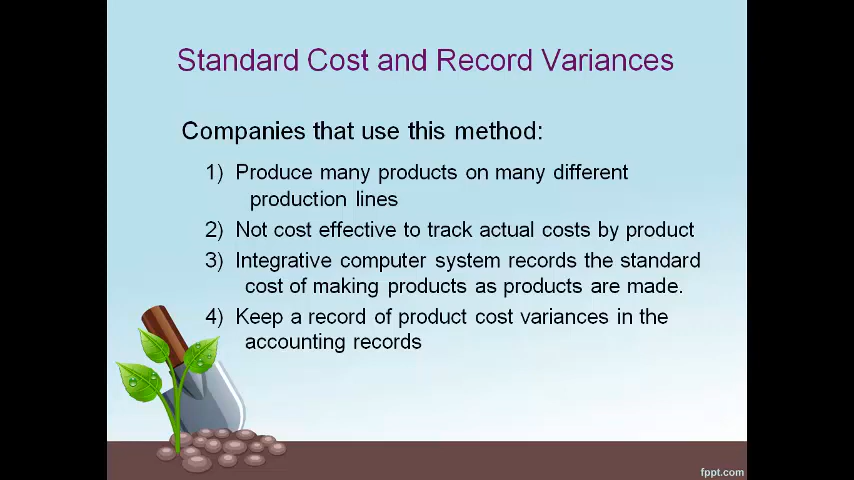 Standard Cost and Record Variances
Companies that use this method:
1) Produce many products on many different
production lines
2) Not cost effective to track actual costs by product
3) Integrative computer system records the standard
cost of making products as products are made.
4) Keep a record of product cost variances in the
accounting records
fppt.com